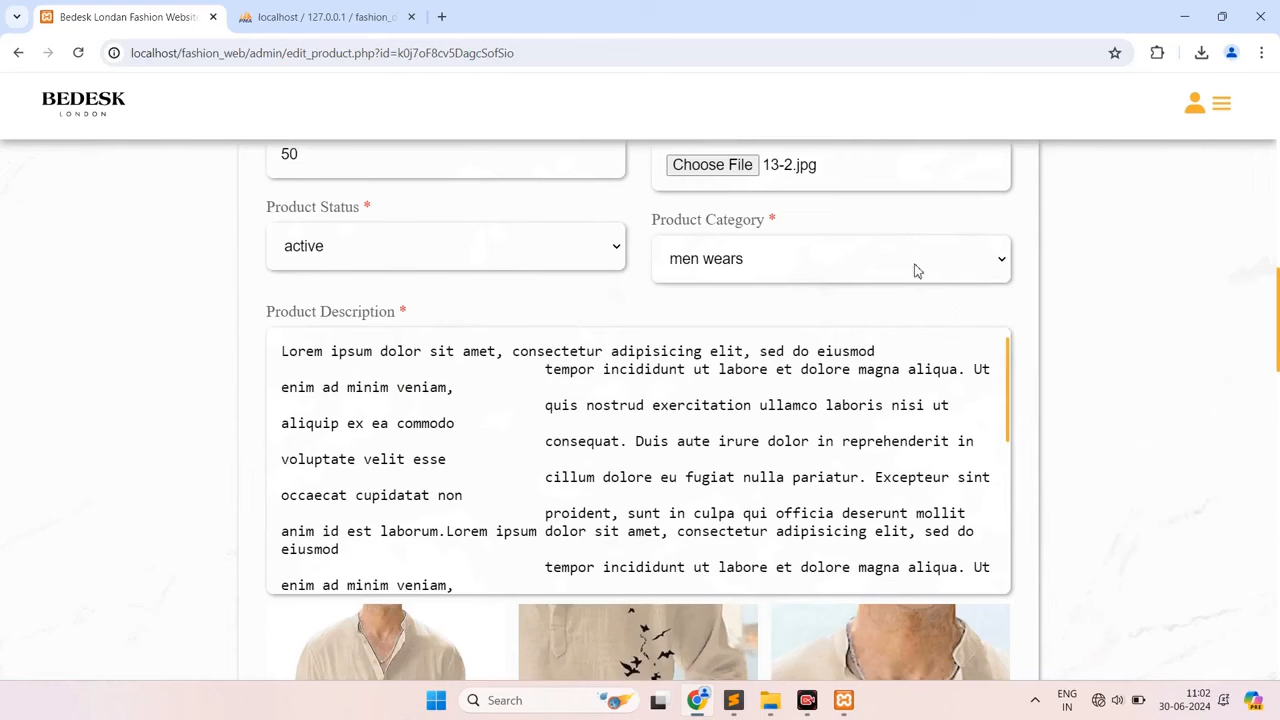 Bedesk Londan Fashion Website
localhost / 127.0.0.1 / fashion_d
localhost/fashion_web/admin/edit_product.php?id=k0j7oF8cv5DagcSofSio
BEDESK
LONDON
50
Choose File 13-2.jpg
Product Status *
Product Category *
active
men wears
Product Description *
Lorem ipsum dolor sit amet, consectetur adipisicing elit, sed do eiusmod
tempor incididunt ut labore et dolore magna aliqua. Ut
enim ad minim veniam,
quis nostrud exercitation ullamco laboris nisi ut
aliquip ex ea commodo
consequat. Duis aute irure dolor in reprehenderit in
voluptate velit esse
cillum dolore eu fugiat nulla pariatur. Excepteur sint
occaecat cupidatat non
proident, sunt in culpa qui officia deserunt mollit
anim id est laborum.Lorem ipsum dolor sit amet, consectetur adipisicing elit, sed do
eiusmod
tempor incididunt ut labore et dolore magna aliqua. Ut
enim ad minim veniam,
Search
ENG
IN
11:02
30-06-2024